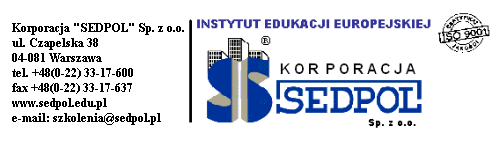 Korporacja "SEDPOL" Sp. z o.o.
ul. Czapelska 38
04-081 Warszawa
tel. +48(0-22) 33-17-600
fax +48(0-22) 33-17-637
www.sedpol.edu.pl
e-mail: szkolenia@sedpol.pl
INSTYTUT EDUKACJI EUROPEJSKIEJ
®
KORPORACJA
SEDPOL
Sp. z o.o.
CERTYFIKAT
ISO 9001
JAKOŚCI